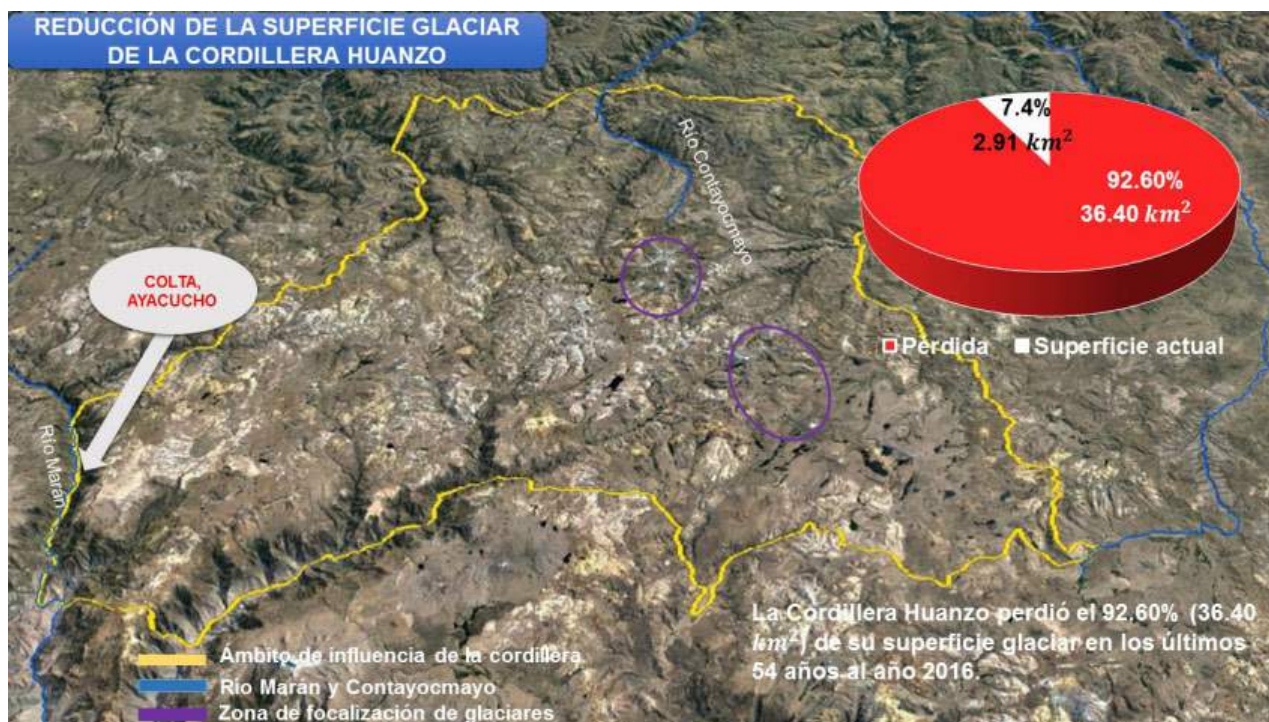 REDUCCIÓN DE LA SUPERFICIE GLACIAR
DE LA CORDILLERA HUANZO
7.4%
2.91 km²
92.60%
36.40 km²
Pérdida
Superficie actual
Río Contayocmayo
COLTA,
AYACUCHO
Río Marán
La Cordillera Huanzo perdió el 92.60% (36.40
km²) de su superficie glaciar en los últimos
54 años al año 2016.
Ámbito de influencia de la cordillera
Río Maran y Contayocmayo
Zona de focalización de glaciares